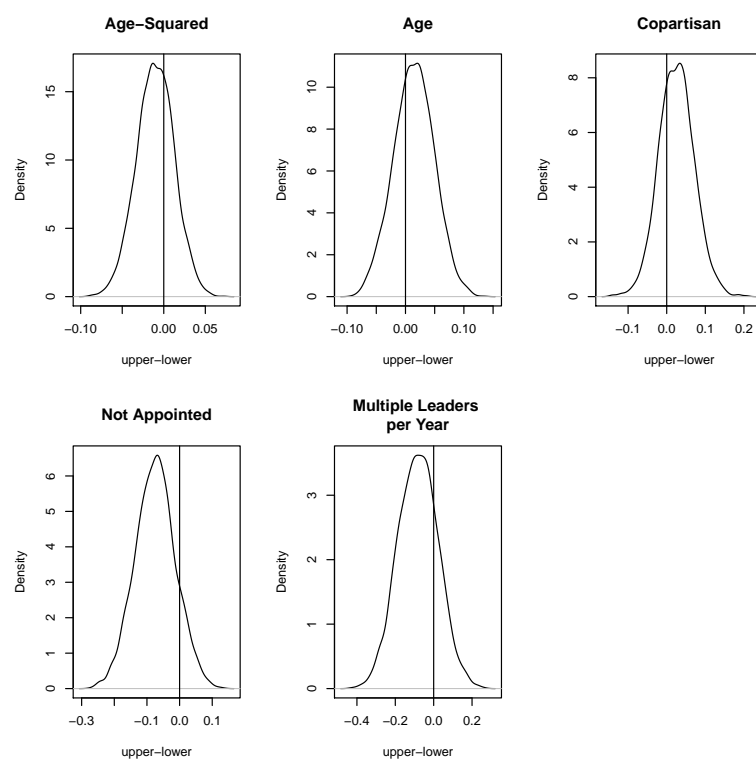 Age−Squared
Density
0
5
10
15
−0.10
0.00
0.05
upper−lower
Age
Density
0
2
4
6
8
10
−0.10
0.00
0.10
upper−lower
Copartisan
Density
0
2
4
6
8
−0.1
0.0
0.1
0.2
upper−lower
Not Appointed
Density
0
1
2
3
4
5
6
−0.3
−0.1
0.0
0.1
upper−lower
Multiple Leaders
per Year
Density
0
1
2
3
−0.4
−0.2
0.0
0.2
upper−lower